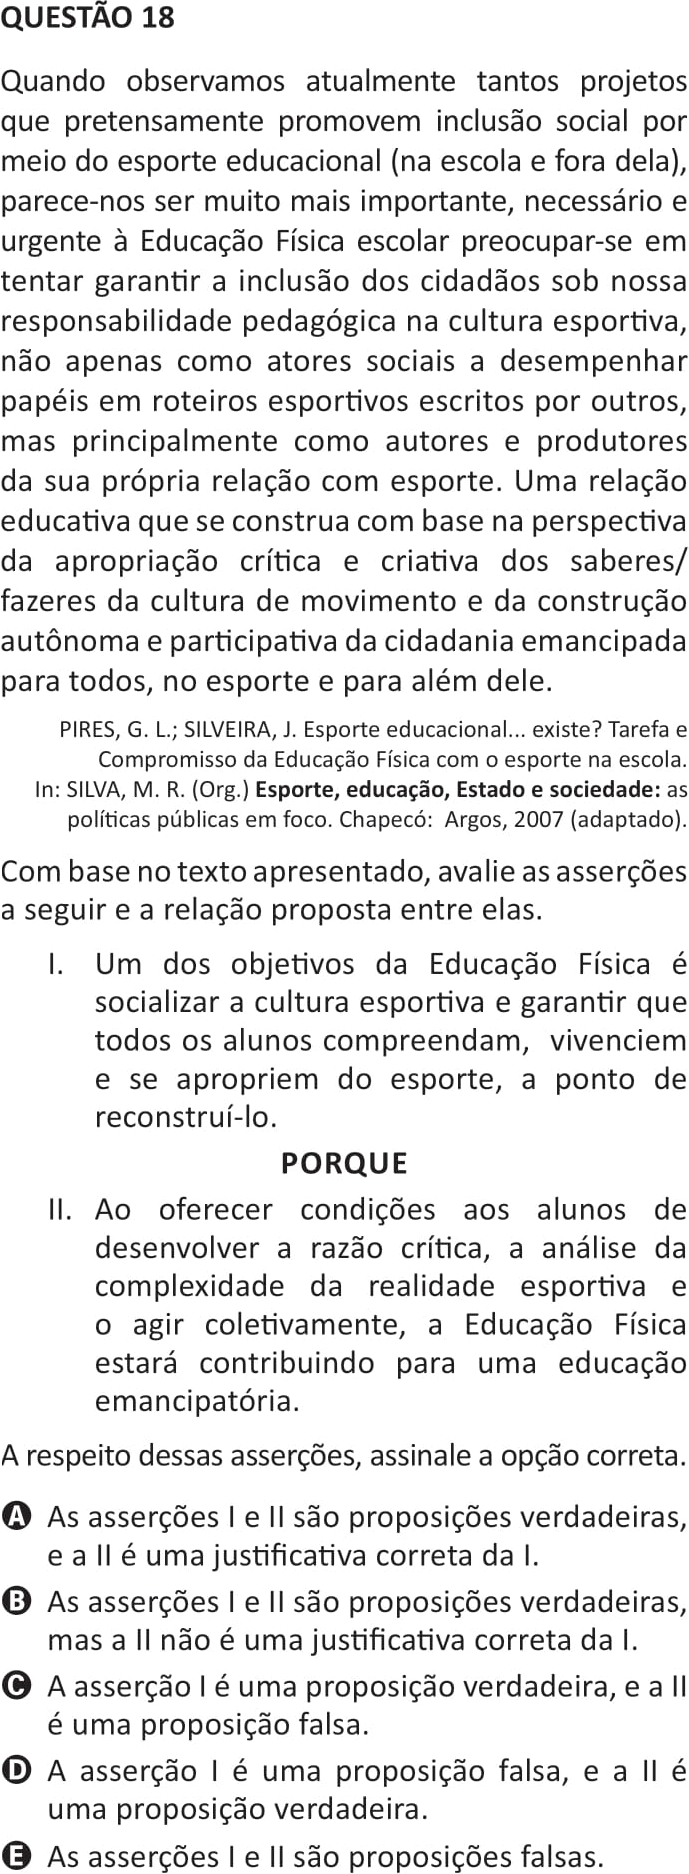 QUESTÃO 18
Quando observamos atualmente tantos projetos
que pretensamente promovem inclusão social por
meio do esporte educacional (na escola e fora dela),
parece-nos ser muito mais importante, necessário e
urgente à Educação Física escolar preocupar-se em
tentar garantir a inclusão dos cidadãos sob nossa
responsabilidade pedagógica na cultura esportiva,
não apenas como atores sociais a desempenhar
papéis em roteiros esportivos escritos por outros,
mas principalmente como autores e produtores
da sua própria relação com esporte. Uma relação
educativa que se construa com base na perspectiva
da apropriação crítica e criativa dos saberes/
fazeres da cultura de movimento e da construção
autônoma e participativa da cidadania emancipada
para todos, no esporte e para além dele.
PIRES, G. L.; SILVEIRA, J. Esporte educacional... existe? Tarefa e
Compromisso da Educação Física com o esporte na escola.
In: SILVA, M. R. (Org.) Esporte, educação, Estado e sociedade: as
políticas públicas em foco. Chapecó: Argos, 2007 (adaptado).
Com base no texto apresentado, avalie as asserções
a seguir e a relação proposta entre elas.
I. Um dos objetivos da Educação Física é
socializar a cultura esportiva e garantir que
todos os alunos compreendam, vivenciem
e se apropriem do esporte, a ponto de
reconstruí-lo.
PORQUE
II. Ao oferecer condições aos alunos de
desenvolver a razão crítica, a análise da
complexidade da realidade esportiva e
o agir coletivamente, a Educação Física
estará contribuindo para uma educação
emancipatória.
A respeito dessas asserções, assinale a opção correta.
A As asserções I e II são proposições verdadeiras,
e a II é uma justificativa correta da I.
B As asserções I e II são proposições verdadeiras,
mas a II não é uma justificativa correta da I.
C A asserção I é uma proposição verdadeira, e a II
é uma proposição falsa.
D A asserção I é uma proposição falsa, e a II é
uma proposição verdadeira.
E As asserções I e II são proposições falsas.